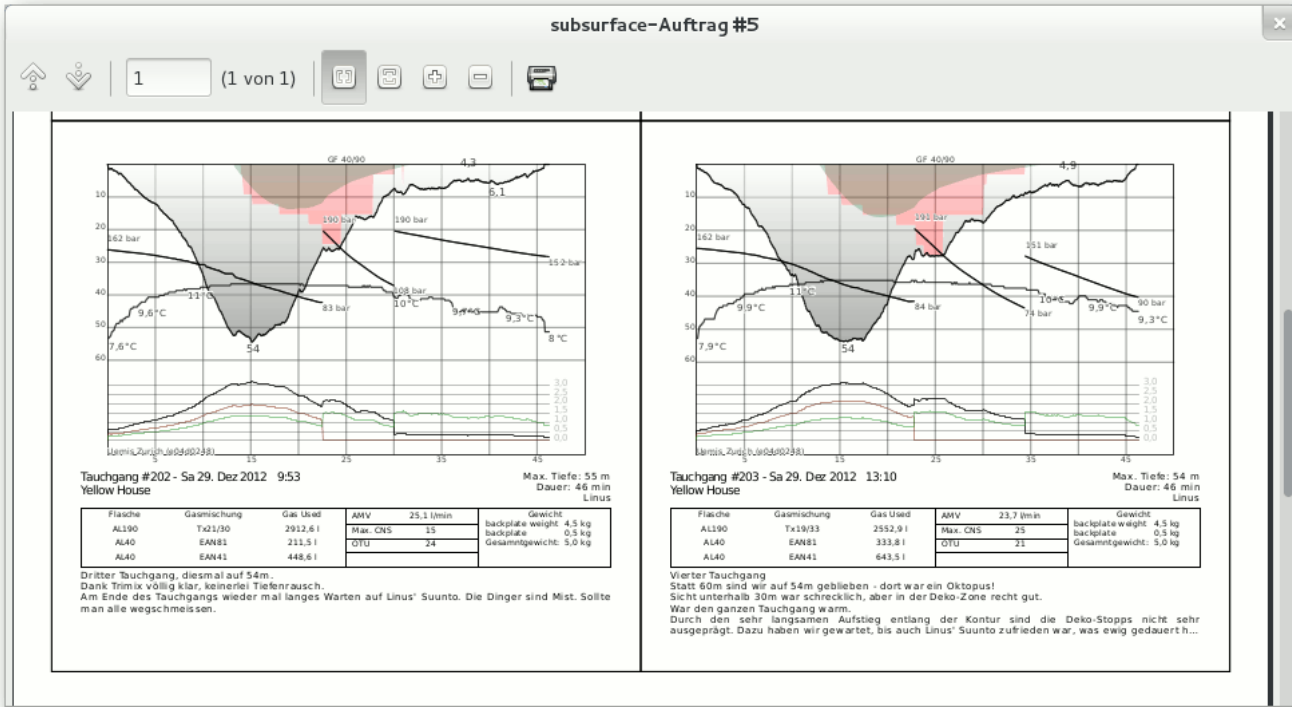 subsurface-Auftrag #5
1 (1 von 1)
GF 40/90
4,3
6,1
10
20
30
40
50
60
162 bar
190 bar
190 bar
152 bar
108 bar
83 bar
11°C
9,6°C
7,6°C
10°C
9,3°C
8 °C
54
3,0
2,5
2,0
1,5
1,0
0,5
0,0
Uemis Zurich (e04d0248)
5 15 25 35 45
Tauchgang #202 - Sa 29. Dez 2012 9:53
Yellow House
Max. Tiefe: 55 m
Dauer: 46 min
Linus
Flasche Gasmischung Gas Used
AL190 Tx21/30 2912,6 l
AL40 EAN81 211,5 l
AL40 EAN41 448,6 l
AMV 25,1 l/min
Max. CNS 15
OTU 24
Gewicht
backplate weight 4,5 kg
backplate 0,5 kg
Gesamntgewicht: 5,0 kg
Dritter Tauchgang, diesmal auf 54m.
Dank Trimix völlig klar, keinerlei Tiefenrausch.
Am Ende des Tauchgangs wieder mal langes Warten auf Linus' Suunto. Die Dinger sind Mist. Sollte
man alle wegschmeissen.
GF 40/90
4,9
10
20
30
40
50
60
162 bar
191 bar
151 bar
90 bar
84 bar
74 bar
11°C
9,9°C
7,9°C
10°C
9,9°C
9,3°C
54
3,0
2,5
2,0
1,5
1,0
0,5
0,0
Uemis Zurich (e04d0248)
5 15 25 35 45
Tauchgang #203 - Sa 29. Dez 2012 13:10
Yellow House
Max. Tiefe: 54 m
Dauer: 46 min
Linus
Flasche Gasmischung Gas Used
AL190 Tx19/33 2552,9 l
AL40 EAN81 333,8 l
AL40 EAN41 643,5 l
AMV 23,7 l/min
Max. CNS 25
OTU 21
Gewicht
backplate weight 4,5 kg
backplate 0,5 kg
Gesamntgewicht: 5,0 kg
Vierter Tauchgang
Statt 60m sind wir auf 54m geblieben - dort war ein Oktopus!
Sicht unterhalb 30m war schrecklich, aber in der Deko-Zone recht gut.
War den ganzen Tauchgang warm.
Durch den sehr langsamen Aufstieg entlang der Kontur sind die Deko-Stopps nicht sehr
ausgeprägt. Dazu haben wir gewartet, bis auch Linus' Suunto zufrieden war, was ewig gedauert h...